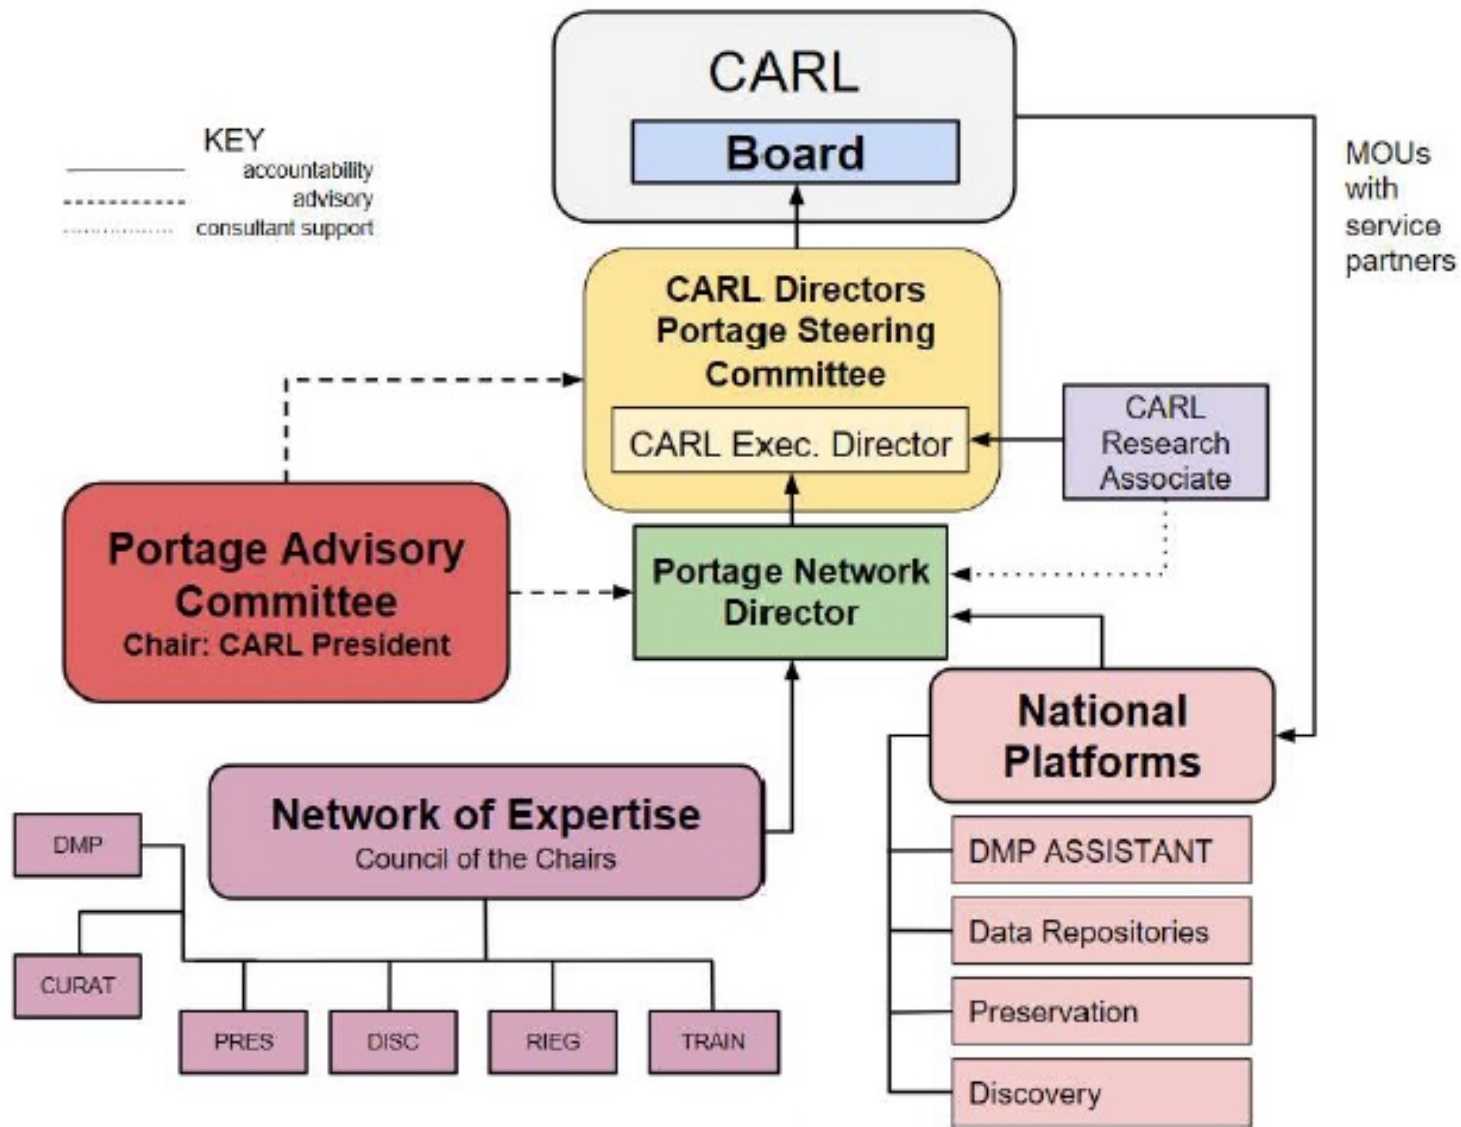 CARL
Board
KEY
accountability
advisory
consultant support
MOUs
with
service
partners
CARL Directors
Portage Steering
Committee
CARL Exec. Director
CARL
Research
Associate
Portage Advisory
Committee
Chair: CARL President
Portage Network
Director
National
Platforms
Network of Expertise
Council of the Chairs
DMP
CURAT
PRES
DISC
RIEG
TRAIN
DMP ASSISTANT
Data Repositories
Preservation
Discovery